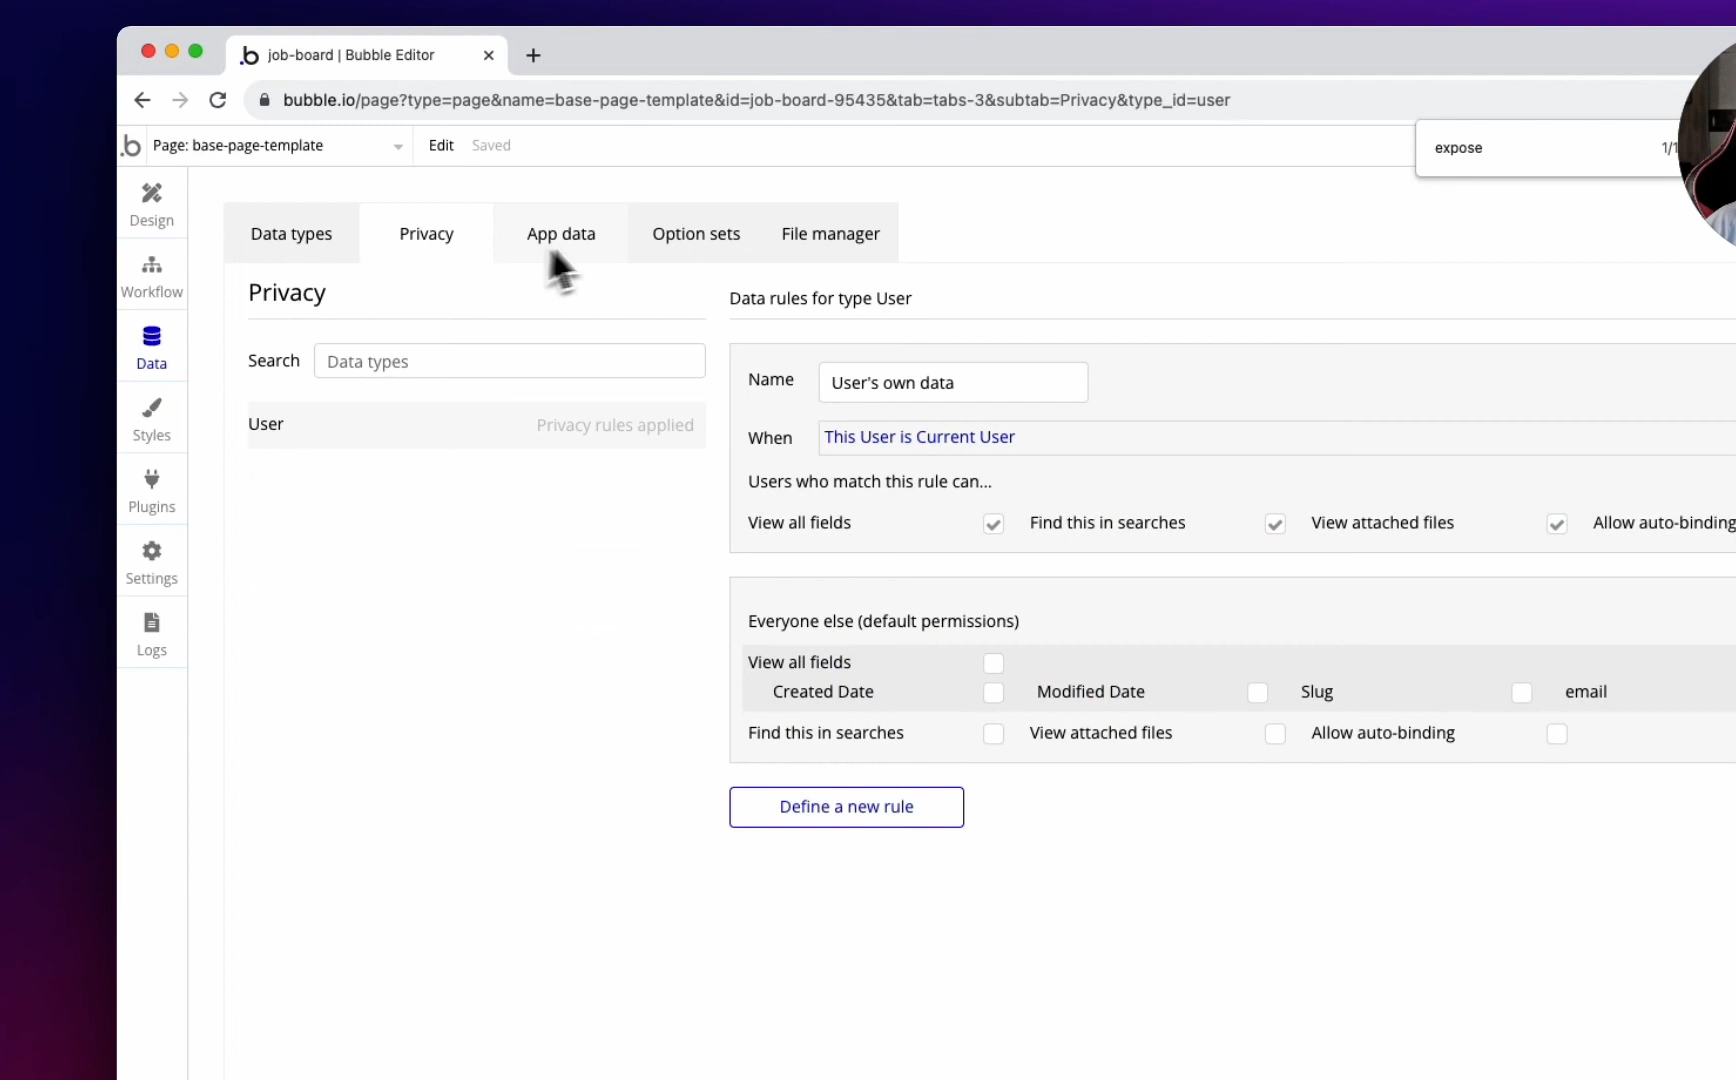 job-board | Bubble Editor
bubble.io/page?type=page&name=base-page-template&id=job-board-95435&tab=tabs-3&subtab=Privacy&type_id=user
.b Page: base-page-template Edit Saved
expose 1/1
Design
Workflow
Data
Styles
Plugins
Settings
Logs
Data types Privacy App data Option sets File manager
Privacy
Search Data types
User Privacy rules applied
Data rules for type User
Name User's own data
When This User is Current User
Users who match this rule can...
View all fields Find this in searches View attached files Allow auto-binding
Everyone else (default permissions)
View all fields
Created Date Modified Date Slug email
Find this in searches View attached files Allow auto-binding
Define a new rule